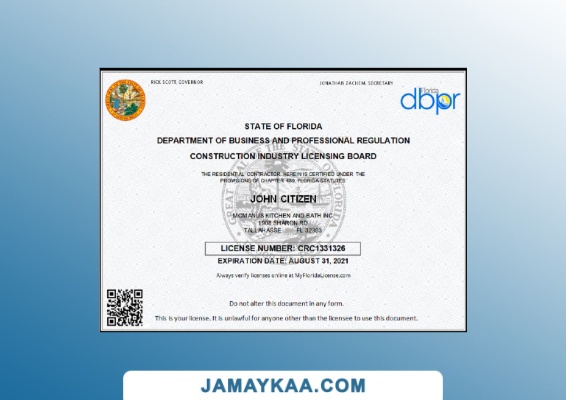 RICK SCOTT, GOVERNOR
JONATHAN ZACHEM, SECRETARY
Florida
dbpr
STATE OF FLORIDA
DEPARTMENT OF BUSINESS AND PROFESSIONAL REGULATION
CONSTRUCTION INDUSTRY LICENSING BOARD
THE RESIDENTIAL CONTRACTOR HEREIN IS CERTIFIED UNDER THE
PROVISIONS OF CHAPTER 489, FLORIDA STATUTES
JOHN CITIZEN
MCMANUS KITCHEN AND BATH INC
1908 SHARON RD
TALLAHASSE FL 32303
LICENSE NUMBER: CRC1331326
EXPIRATION DATE: AUGUST 31, 2021
Always verify licenses online at MyFloridaLicense.com
Do not alter this document in any form.
This is your license. It is unlawful for anyone other than the licensee to use this document.
JAMAYKAA.COM